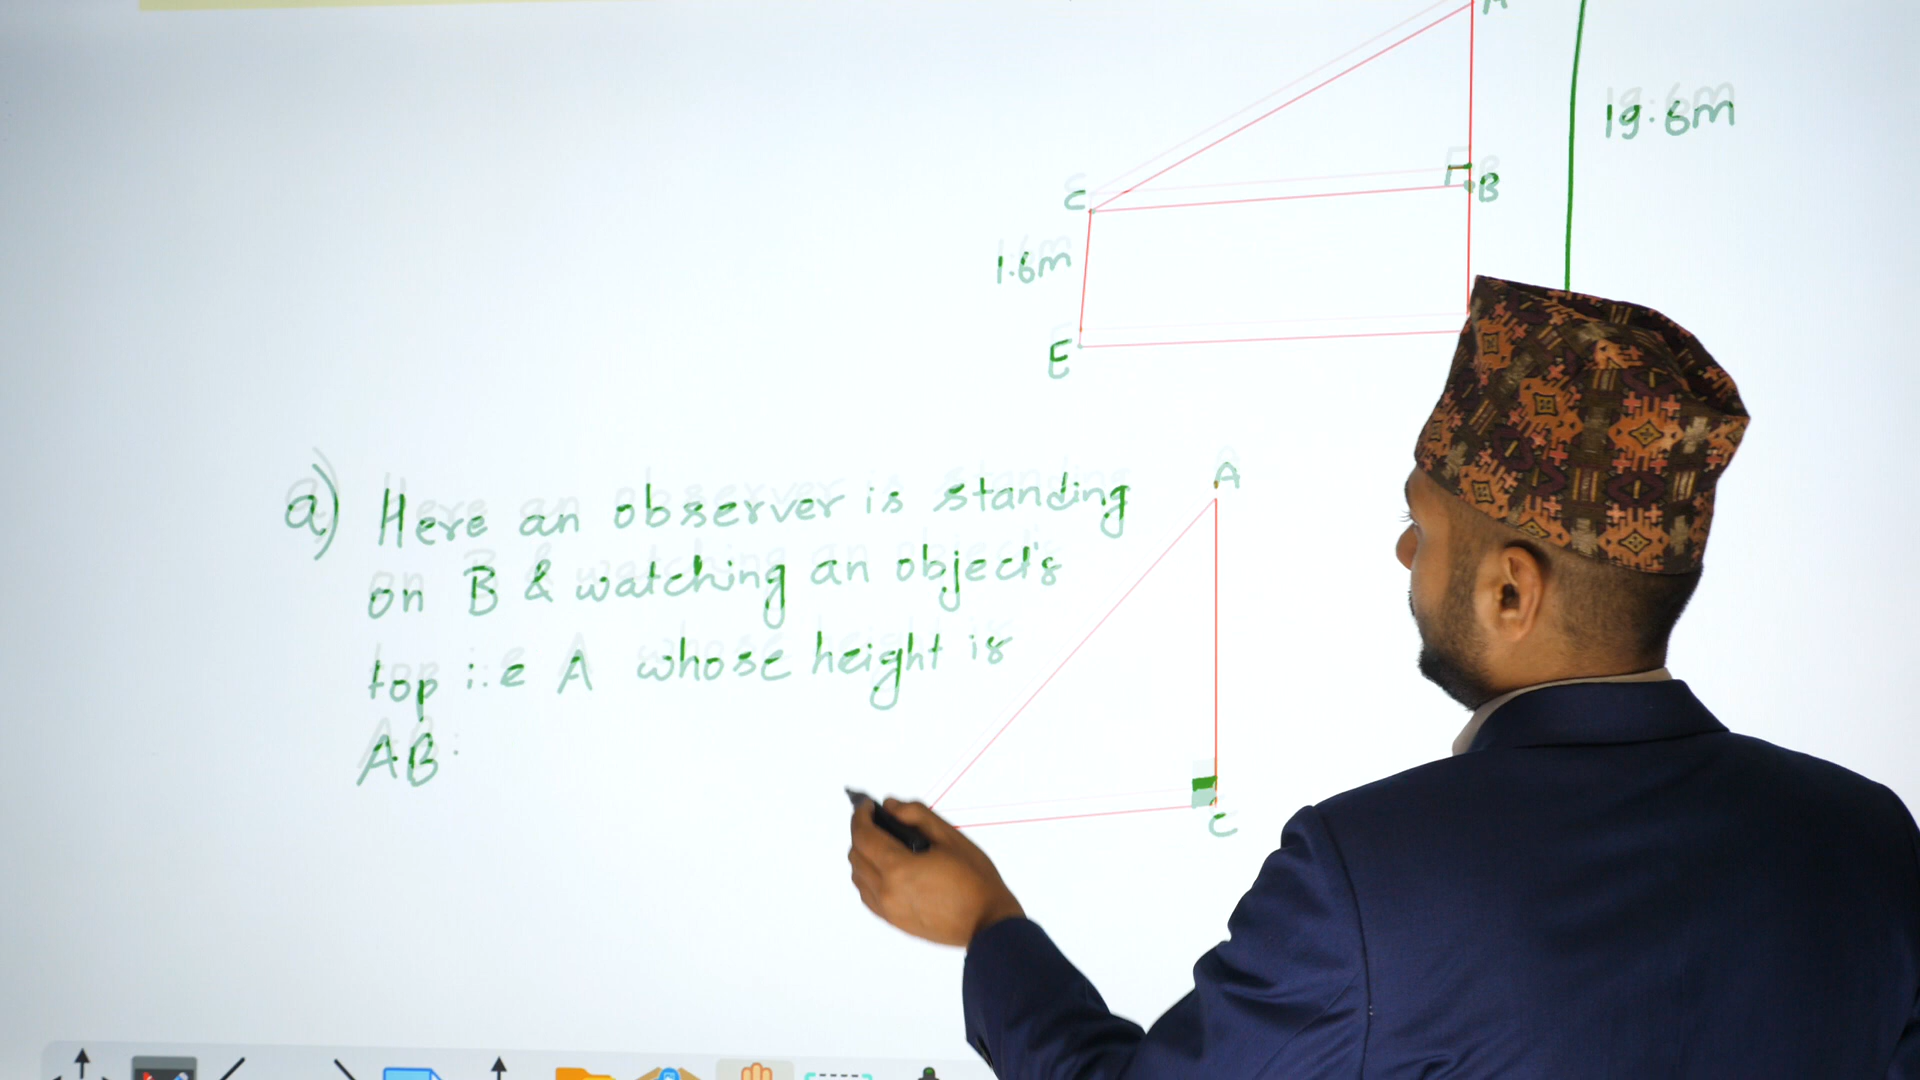 A
19.6m
C
B
1.6m
E
a) Here an observer is standing
on B & watching an object's
top i.e A whose height is
AB.
A
C